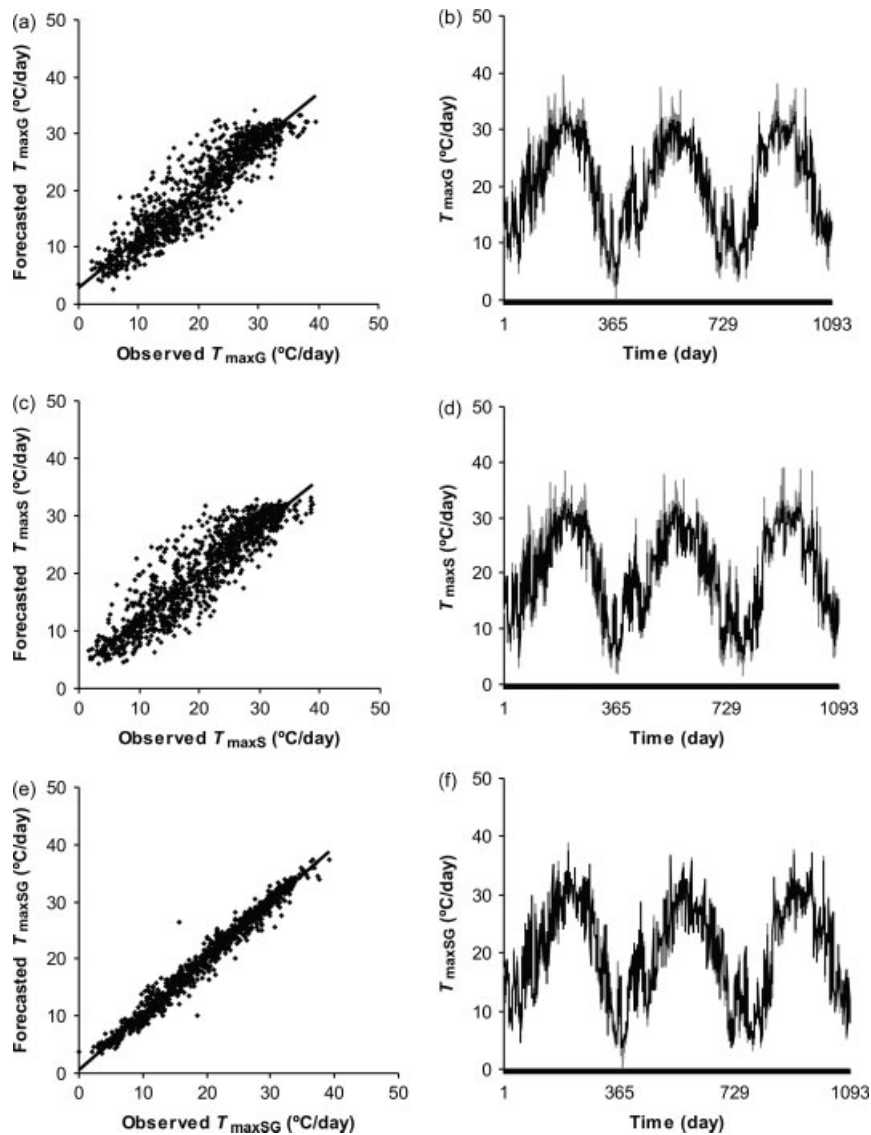 (a)
Forecasted TmaxG (ºC/day)
50
40
30
20
10
0
0 10 20 30 40 50
Observed TmaxG (ºC/day)
(b)
TmaxG (ºC/day)
50
40
30
20
10
0
1 365 729 1093
Time (day)
(c)
Forecasted TmaxS (ºC/day)
50
40
30
20
10
0
0 10 20 30 40 50
Observed TmaxS (ºC/day)
(d)
TmaxS (ºC/day)
50
40
30
20
10
0
1 365 729 1093
Time (day)
(e)
Forecasted TmaxSG (ºC/day)
50
40
30
20
10
0
0 10 20 30 40 50
Observed TmaxSG (ºC/day)
(f)
TmaxSG (ºC/day)
50
40
30
20
10
0
1 365 729 1093
Time (day)